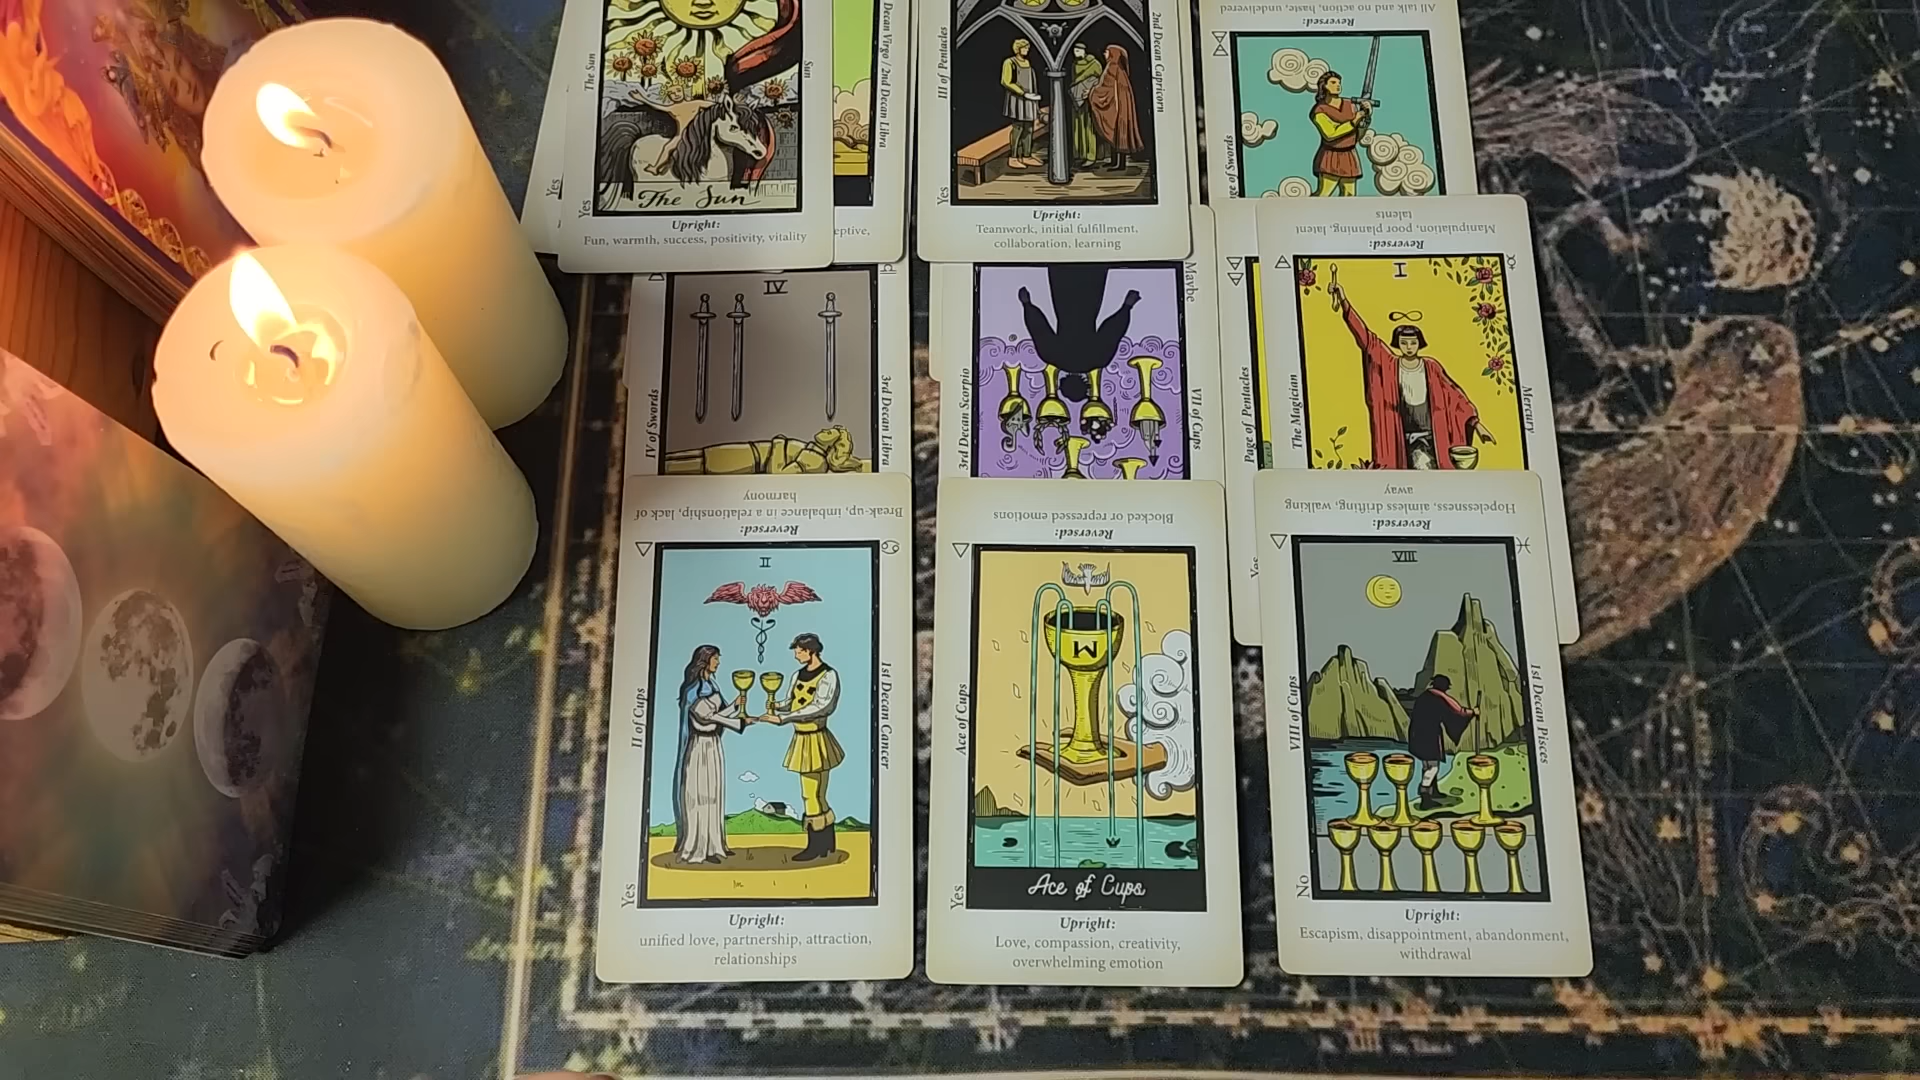 The Sun
Sun
Yes
Yes
The Sun
Upright:
Fun, warmth, success, positivity, vitality
Decan Virgo / 2nd Decan Libra
eptive,
III of Pentacles
2nd Decan Capricorn
Yes
Upright:
Teamwork, initial fulfillment,
collaboration, learning
All talk and no action, haste, undelivered
Reversed:
ge of Swords
IV
IV of Swords
3rd Decan Libra
Maybe
3rd Decan Scorpio
VII of Cups
Page of Pentacles
Yes
Manipulation, poor planning, latent
talents
Reversed:
I
The Magician
Mercury
Break-up, imbalance in a relationship, lack of
harmony
Reversed:
II
II of Cups
1st Decan Cancer
Yes
Upright:
unified love, partnership, attraction,
relationships
Blocked or repressed emotions
Reversed:
M
Ace of Cups
Yes
Ace of Cups
Upright:
Love, compassion, creativity,
overwhelming emotion
Hopelessness, aimless drifting, walking
away
Reversed:
VIII
VIII of Cups
1st Decan Pisces
No
Upright:
Escapism, disappointment, abandonment,
withdrawal